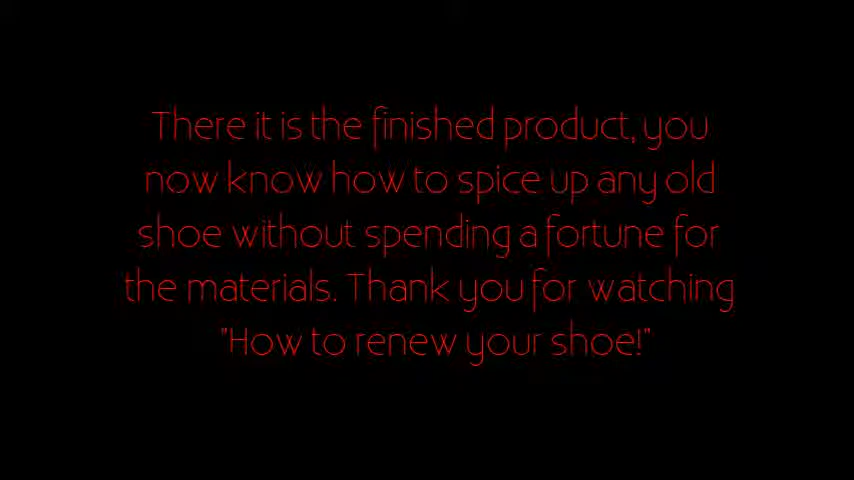 There it is the finished product, you
now know how to spice up any old
shoe without spending a fortune for
the materials. Thank you for watching
"How to renew your shoe!"